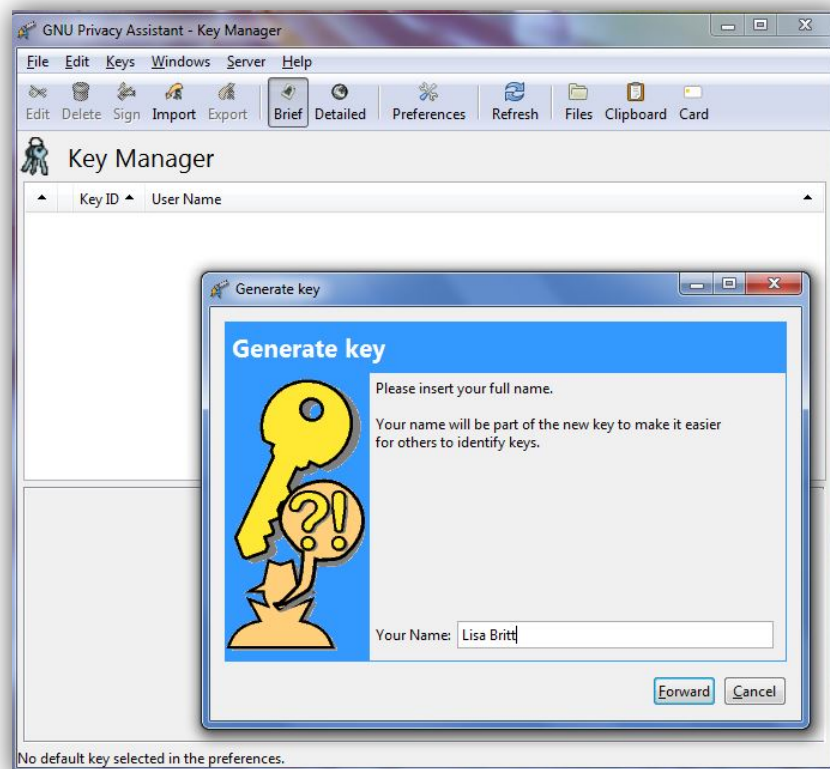 GNU Privacy Assistant - Key Manager
File Edit Keys Windows Server Help
Edit Delete Sign Import Export Brief Detailed Preferences Refresh Files Clipboard Card
Key Manager
Key ID User Name
Generate key
Generate key
?!
Please insert your full name.
Your name will be part of the new key to make it easier
for others to identify keys.
Your Name: Lisa Britt
Forward Cancel
No default key selected in the preferences.